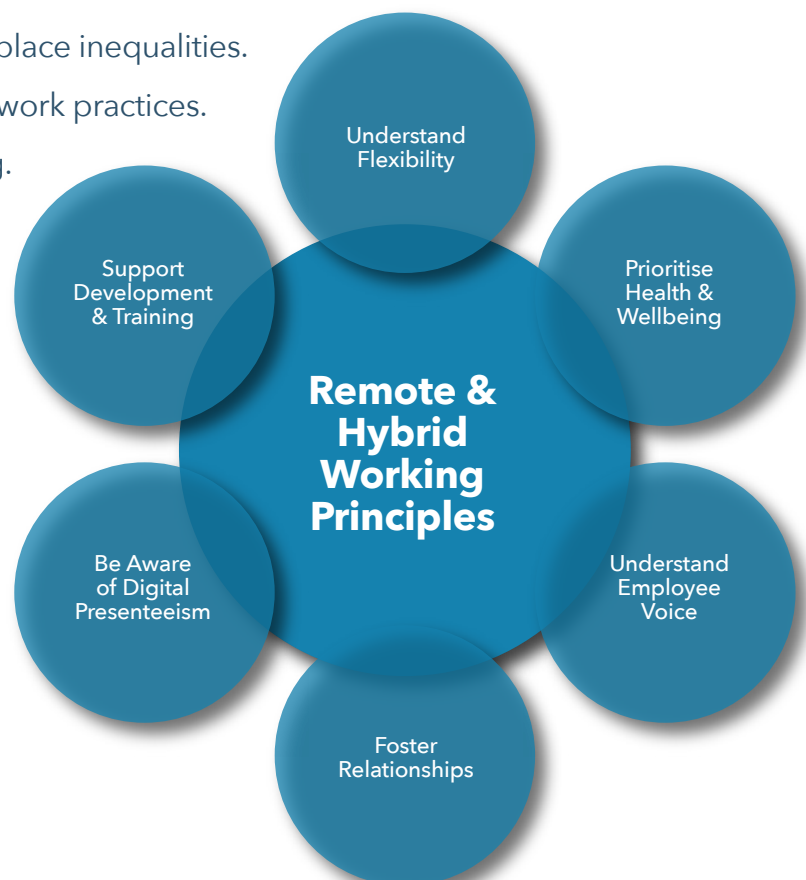 place inequalities.
work practices.
g.
Understand
Flexibility
Support
Development
& Training
Prioritise
Health &
Wellbeing
Remote &
Hybrid
Working
Principles
Be Aware
of Digital
Presenteeism
Understand
Employee
Voice
Foster
Relationships